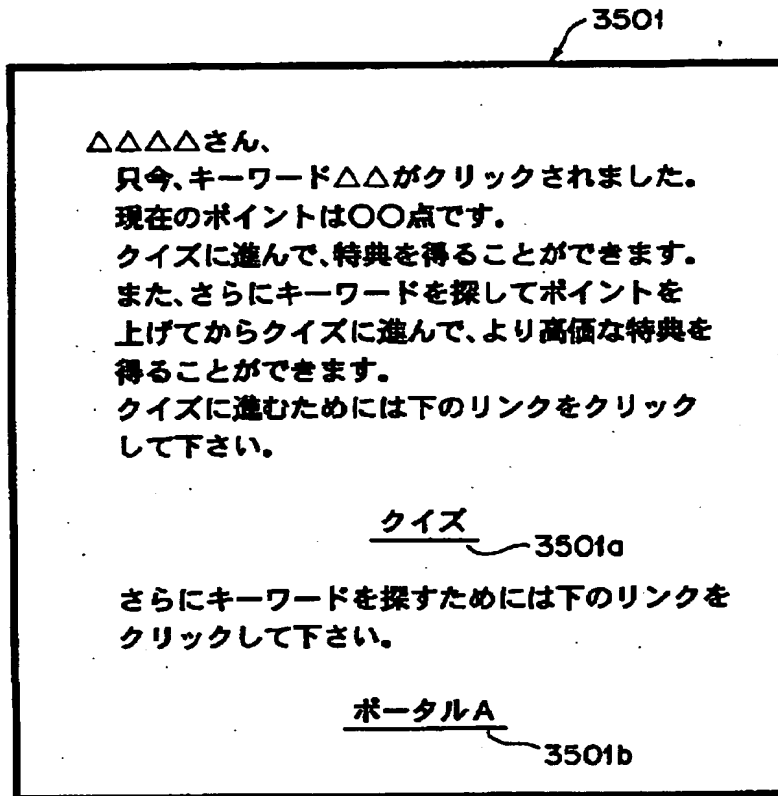 3501
△△△△さん、
只今、キーワード△△がクリックされました。
現在のポイントは〇〇点です。
クイズに進んで、特典を得ることができます。
また、さらにキーワードを探してポイントを
上げてからクイズに進んで、より高価な特典を
得ることができます。
クイズに進むためには下のリンクをクリック
して下さい。
クイズ
3501a
さらにキーワードを探すためには下のリンクを
クリックして下さい。
ポータルA
3501b